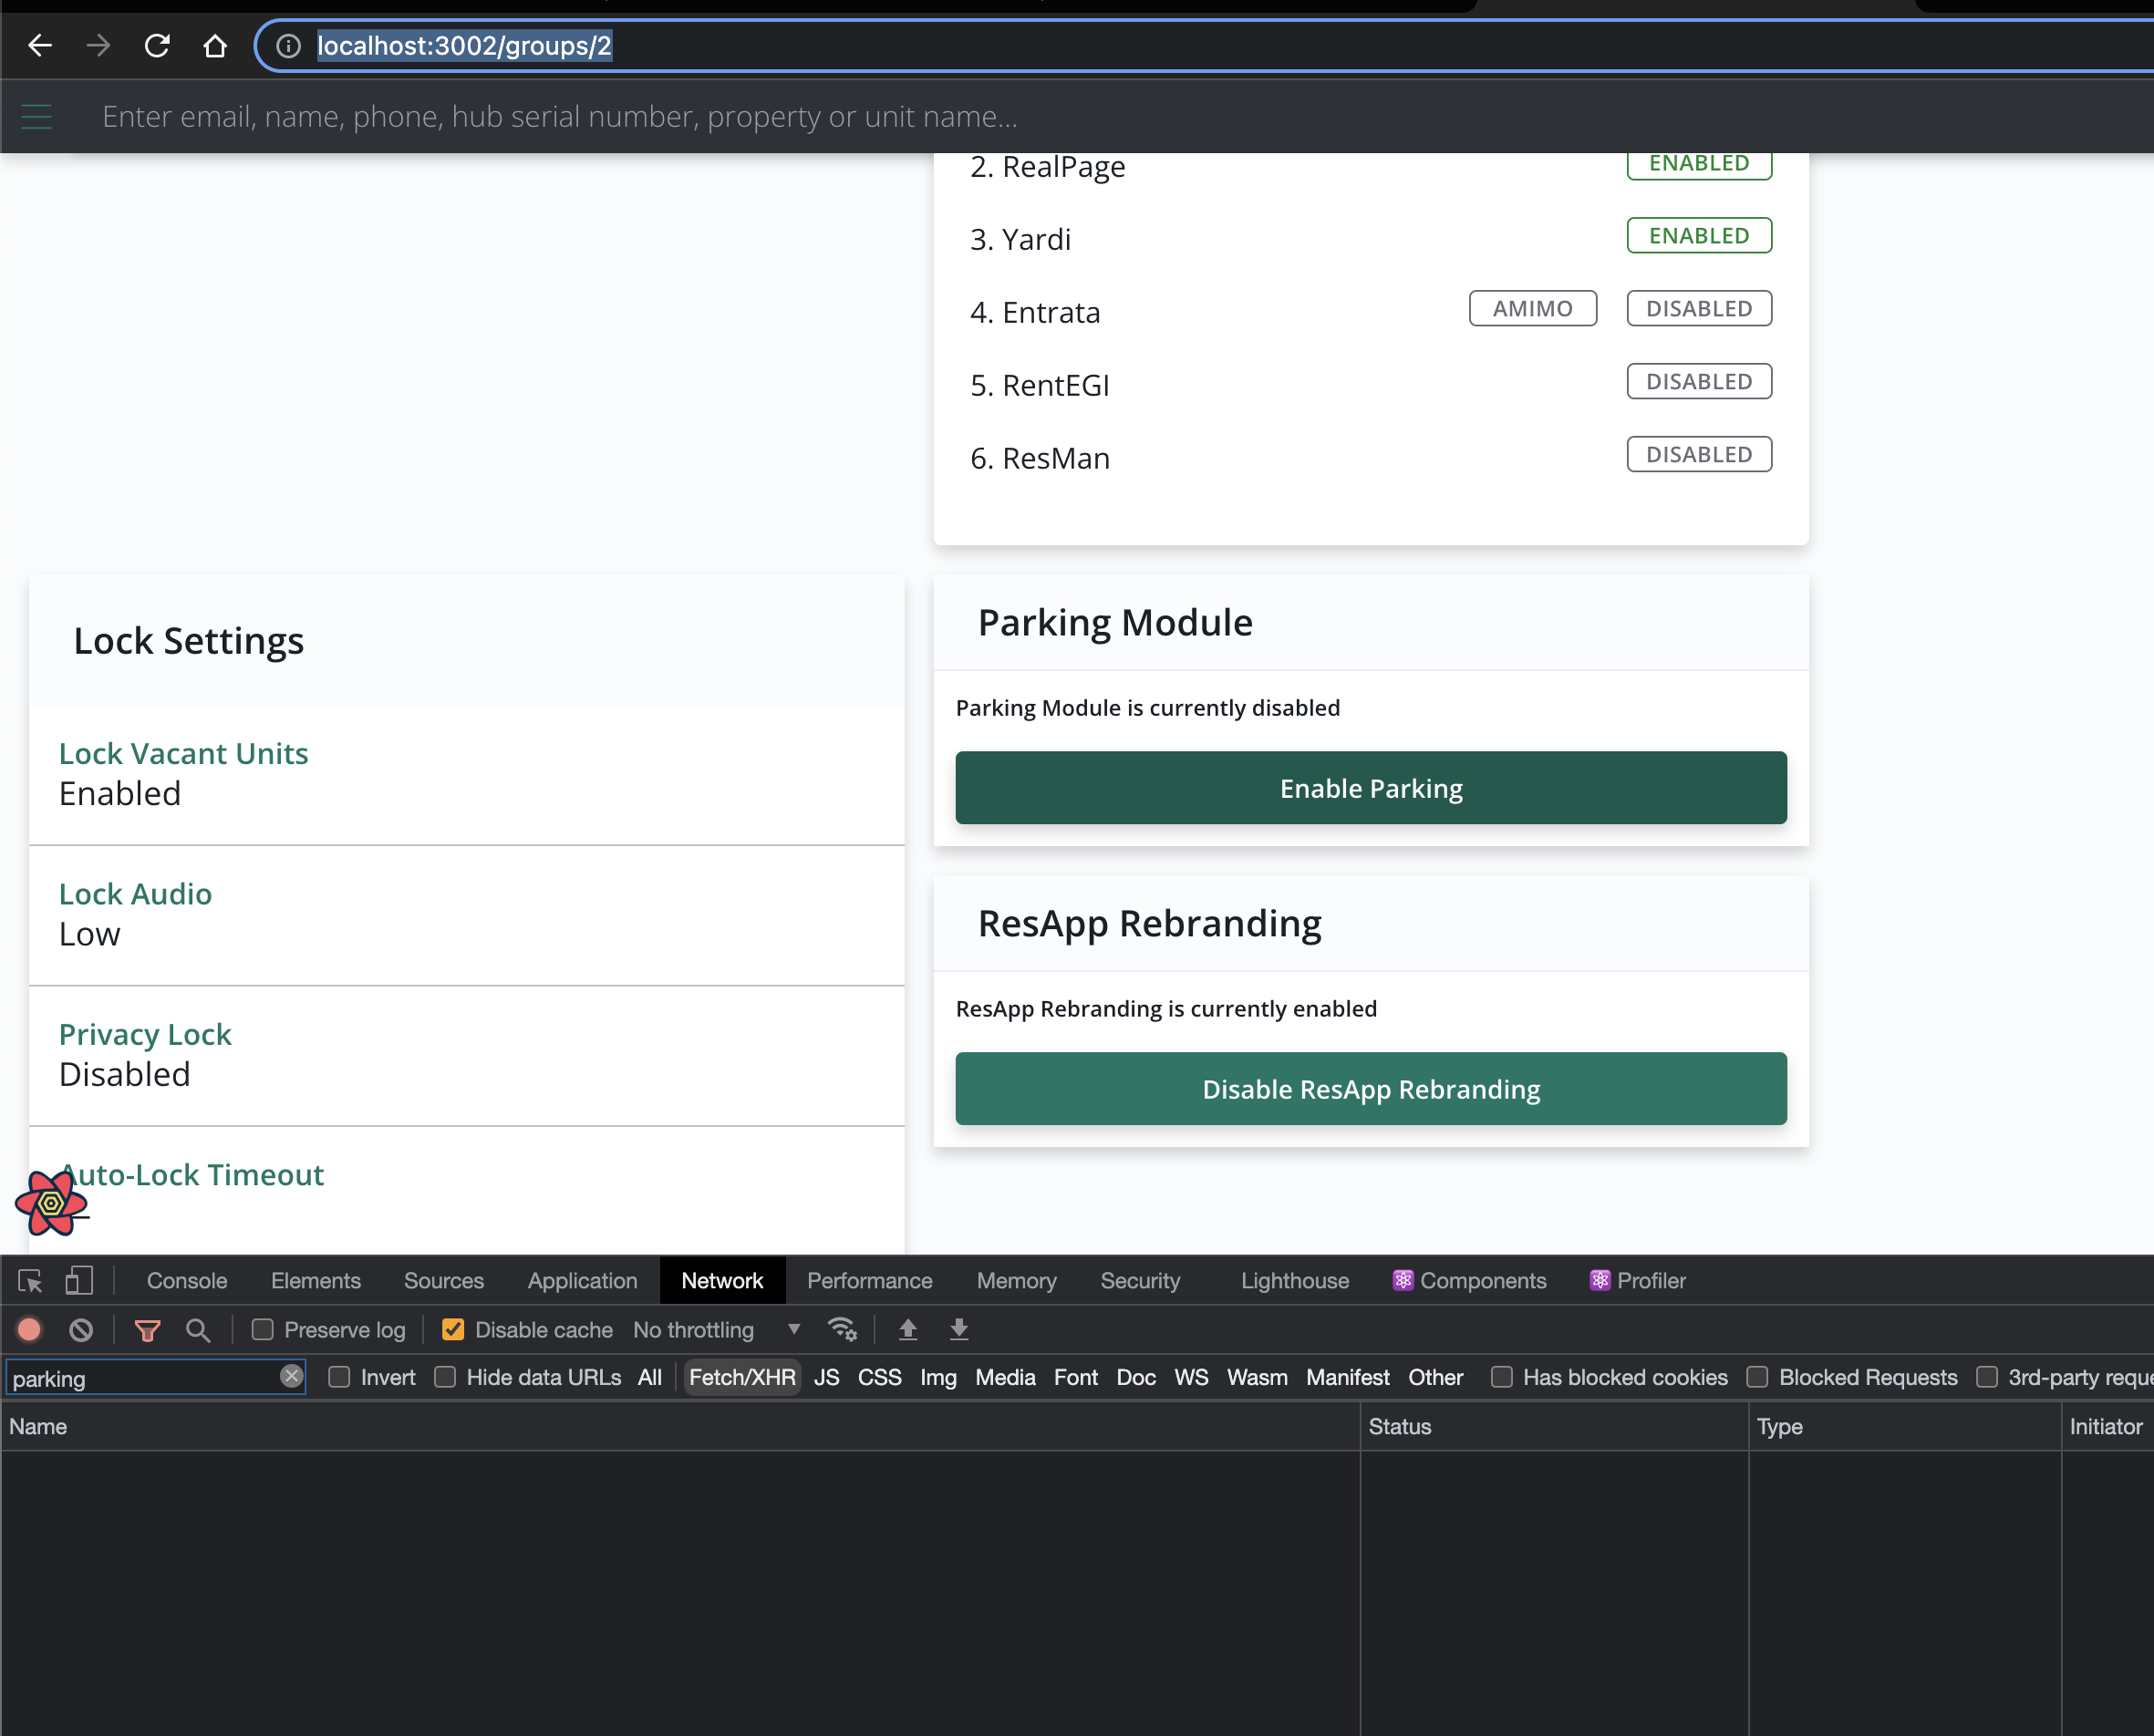 localhost:3002/groups/2
Enter email, name, phone, hub serial number, property or unit name...
2. RealPage ENABLED
3. Yardi ENABLED
4. Entrata AMIMO DISABLED
5. RentEGI DISABLED
6. ResMan DISABLED
Lock Settings
Lock Vacant Units
Enabled
Lock Audio
Low
Privacy Lock
Disabled
Auto-Lock Timeout
Parking Module
Parking Module is currently disabled
Enable Parking
ResApp Rebranding
ResApp Rebranding is currently enabled
Disable ResApp Rebranding
Console Elements Sources Application Network Performance Memory Security Lighthouse Components Profiler
Preserve log Disable cache No throttling
parking Invert Hide data URLs All Fetch/XHR JS CSS Img Media Font Doc WS Wasm Manifest Other Has blocked cookies Blocked Requests 3rd-party reque
Name Status Type Initiator